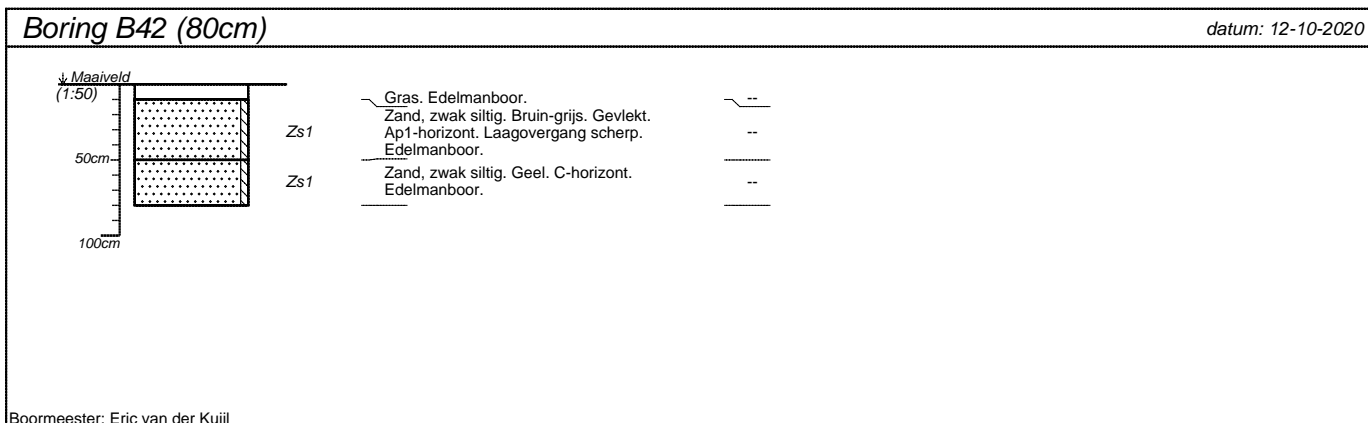 Boring B42 (80cm)
datum: 12-10-2020
Maaiveld
(1:50)
Gras. Edelmanboor.
--
Zs1
Zand, zwak siltig. Bruin-grijs. Gevlekt.
Ap1-horizont. Laagovergang scherp.
Edelmanboor.
--
50cm
Zs1
Zand, zwak siltig. Geel. C-horizont.
Edelmanboor.
--
100cm
Boormeester: Eric van der Kuijl